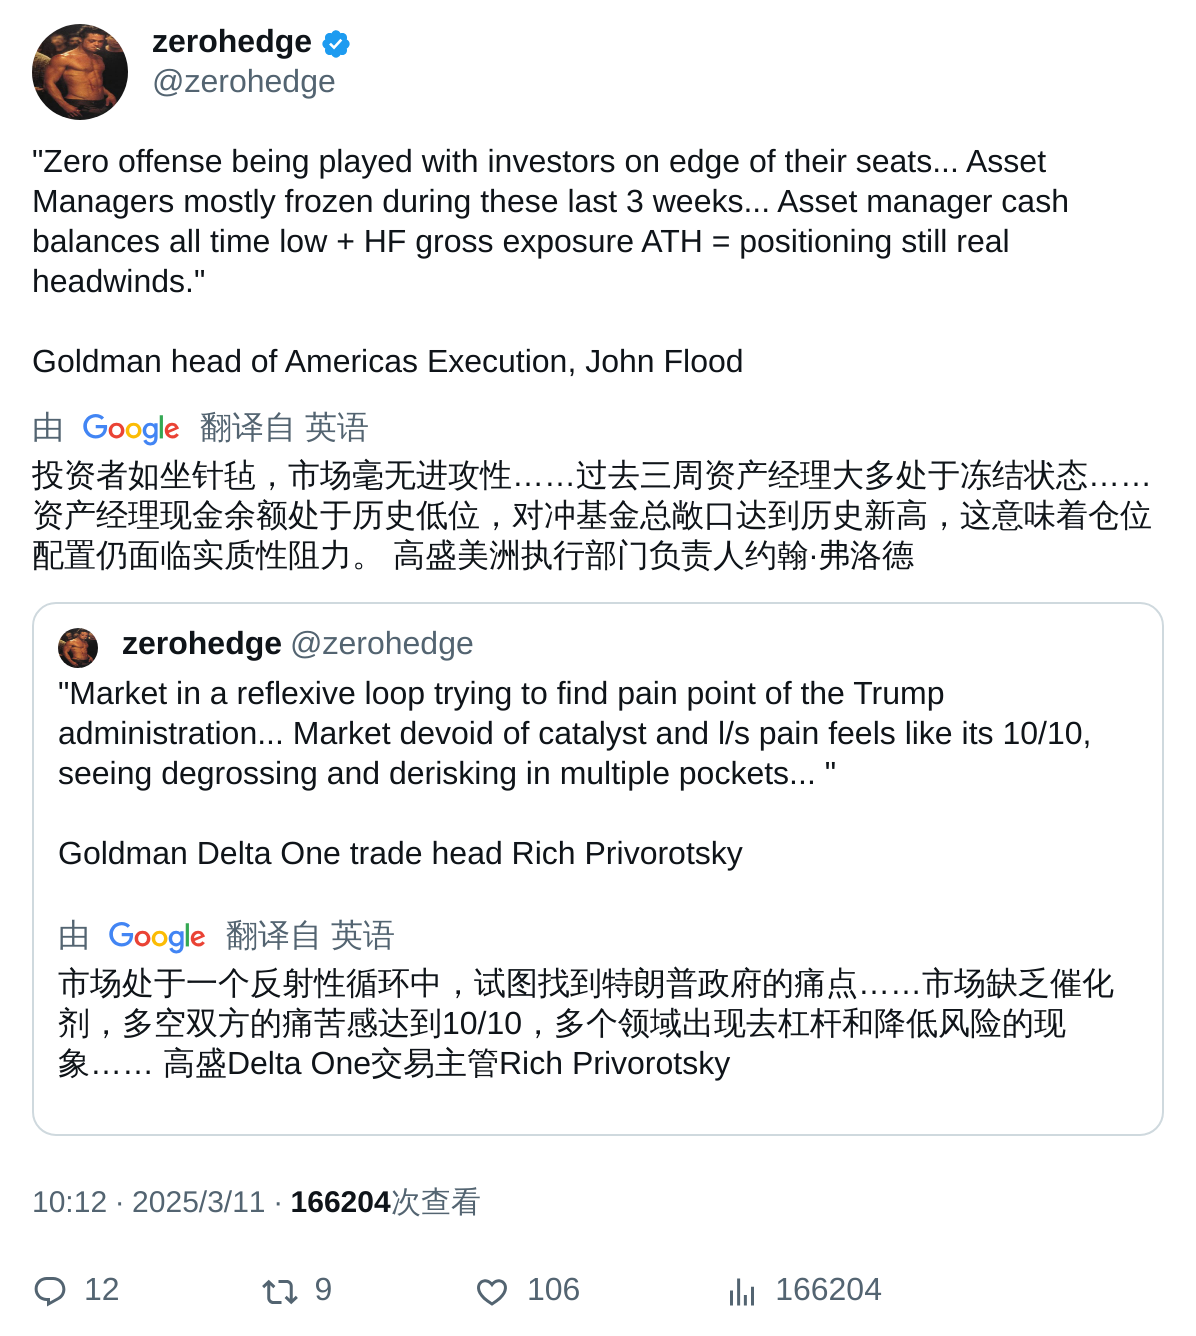 zerohedge
@zerohedge
"Zero offense being played with investors on edge of their seats... Asset
Managers mostly frozen during these last 3 weeks... Asset manager cash
balances all time low + HF gross exposure ATH = positioning still real
headwinds."
Goldman head of Americas Execution, John Flood
由 Google 翻译自 英语
投资者如坐针毡，市场毫无进攻性……过去三周资产经理大多处于冻结状态……
资产经理现金余额处于历史低位，对冲基金总敞口达到历史新高，这意味着仓位
配置仍面临实质性阻力。 高盛美洲执行部门负责人约翰·弗洛德
zerohedge @zerohedge
"Market in a reflexive loop trying to find pain point of the Trump
administration... Market devoid of catalyst and l/s pain feels like its 10/10,
seeing degrossing and derisking in multiple pockets... "
Goldman Delta One trade head Rich Privorotsky
由 Google 翻译自 英语
市场处于一个反射性循环中，试图找到特朗普政府的痛点……市场缺乏催化
剂，多空双方的痛苦感达到10/10，多个领域出现去杠杆和降低风险的现
象…… 高盛Delta One交易主管Rich Privorotsky
10:12 · 2025/3/11 · 166204次查看
12 9 106 166204